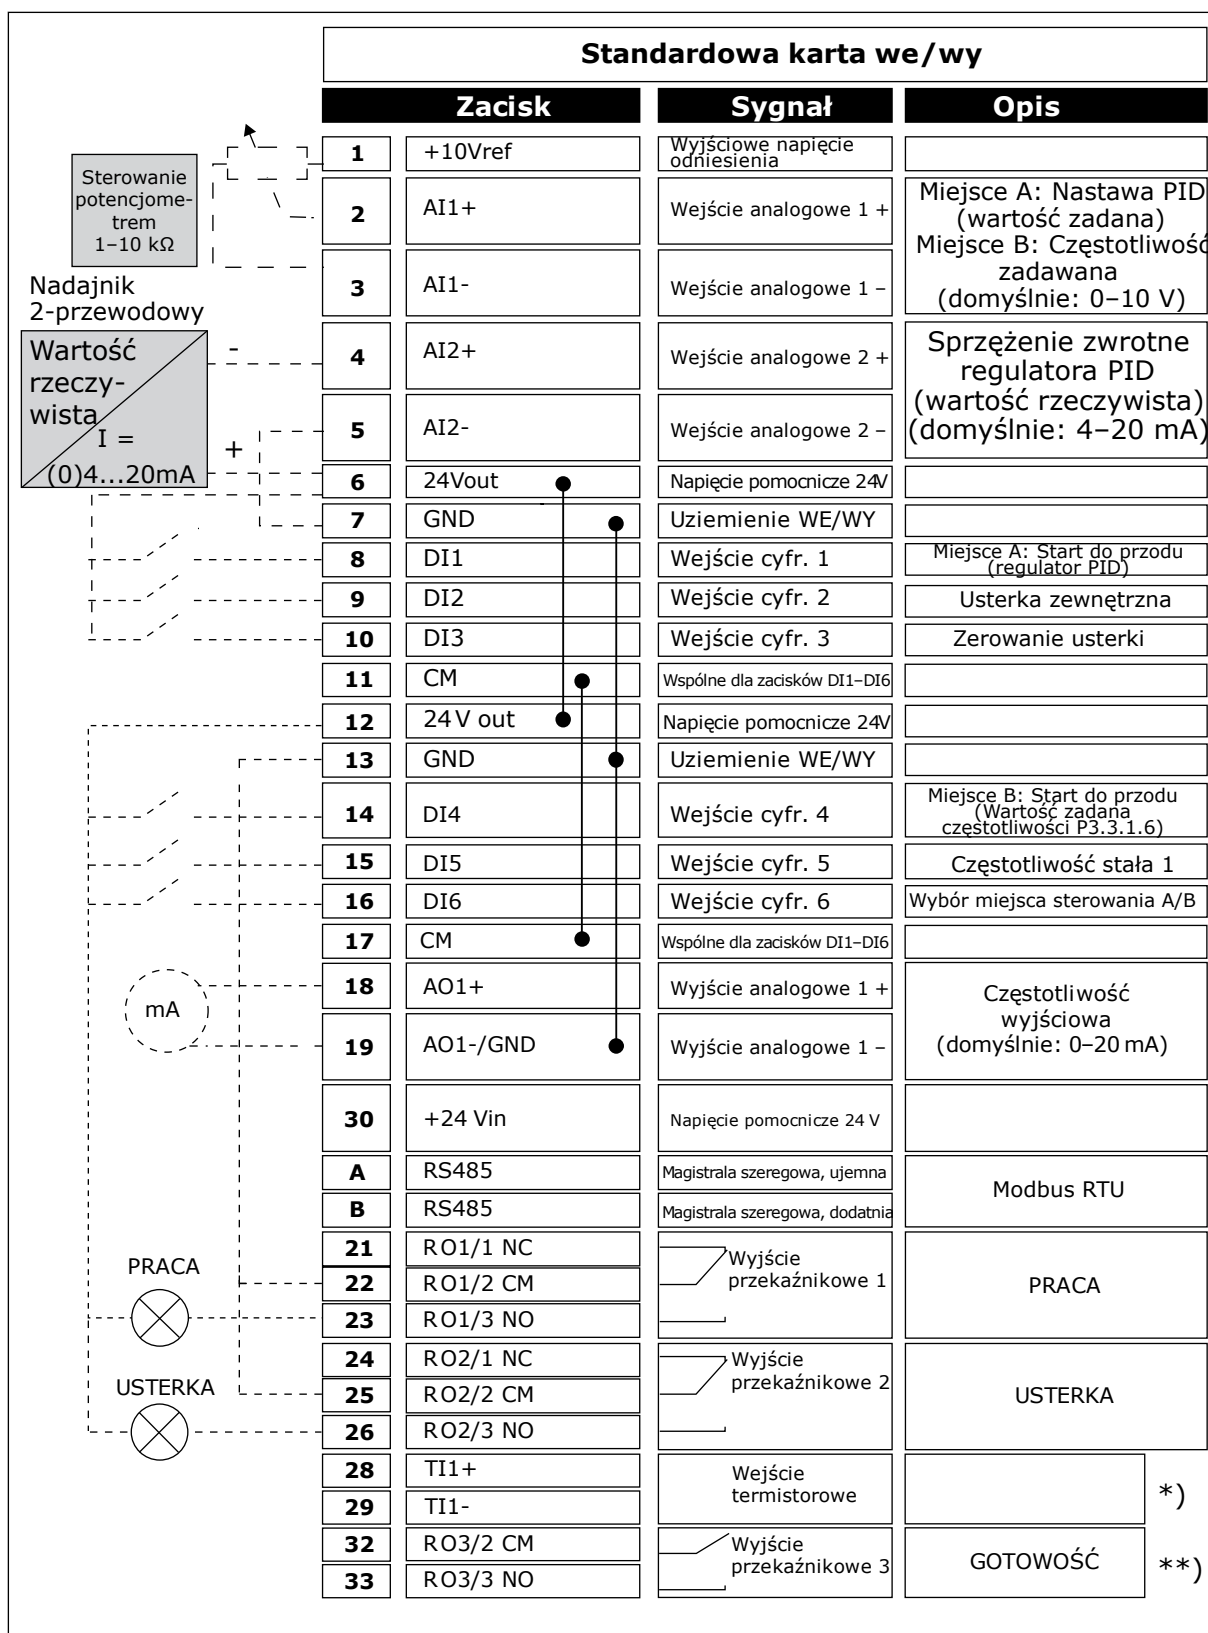 Standardowa karta we/wy
Zacisk Sygnał Opis
Sterowanie
potencjome-
trem
1–10 kΩ
Nadajnik
2-przewodowy
Wartość
rzeczy-
wista
I =
(0)4...20mA
-
+
1 +10Vref Wyjściowe napięcie
odniesienia
2 AI1+ Wejście analogowe 1 +
3 AI1- Wejście analogowe 1 –
Miejsce A: Nastawa PID
(wartość zadana)
Miejsce B: Częstotliwość
zadawana
(domyślnie: 0–10 V)
4 AI2+ Wejście analogowe 2 +
5 AI2- Wejście analogowe 2 –
Sprzężenie zwrotne
regulatora PID
(wartość rzeczywista)
(domyślnie: 4–20 mA)
6 24Vout Napięcie pomocnicze 24V
7 GND Uziemienie WE/WY
8 DI1 Wejście cyfr. 1 Miejsce A: Start do przodu
(regulator PID)
9 DI2 Wejście cyfr. 2 Usterka zewnętrzna
10 DI3 Wejście cyfr. 3 Zerowanie usterki
11 CM Wspólne dla zacisków DI1–DI6
12 24 V out Napięcie pomocnicze 24V
13 GND Uziemienie WE/WY
14 DI4 Wejście cyfr. 4 Miejsce B: Start do przodu
(Wartość zadana
częstotliwości P3.3.1.6)
15 DI5 Wejście cyfr. 5 Częstotliwość stała 1
16 DI6 Wejście cyfr. 6 Wybór miejsca sterowania A/B
17 CM Wspólne dla zacisków DI1–DI6
mA
18 AO1+ Wyjście analogowe 1 +
19 AO1-/GND Wyjście analogowe 1 –
Częstotliwość
wyjściowa
(domyślnie: 0–20 mA)
30 +24 Vin Napięcie pomocnicze 24 V
A RS485 Magistrala szeregowa, ujemna
B RS485 Magistrala szeregowa, dodatnia
Modbus RTU
PRACA
21 RO1/1 NC
22 RO1/2 CM
23 RO1/3 NO
Wyjście
przekaźnikowe 1
PRACA
USTERKA
24 RO2/1 NC
25 RO2/2 CM
26 RO2/3 NO
Wyjście
przekaźnikowe 2
USTERKA
28 TI1+
29 TI1-
Wejście
termistorowe
*)
32 RO3/2 CM
33 RO3/3 NO
Wyjście
przekaźnikowe 3
GOTOWOŚĆ
**)